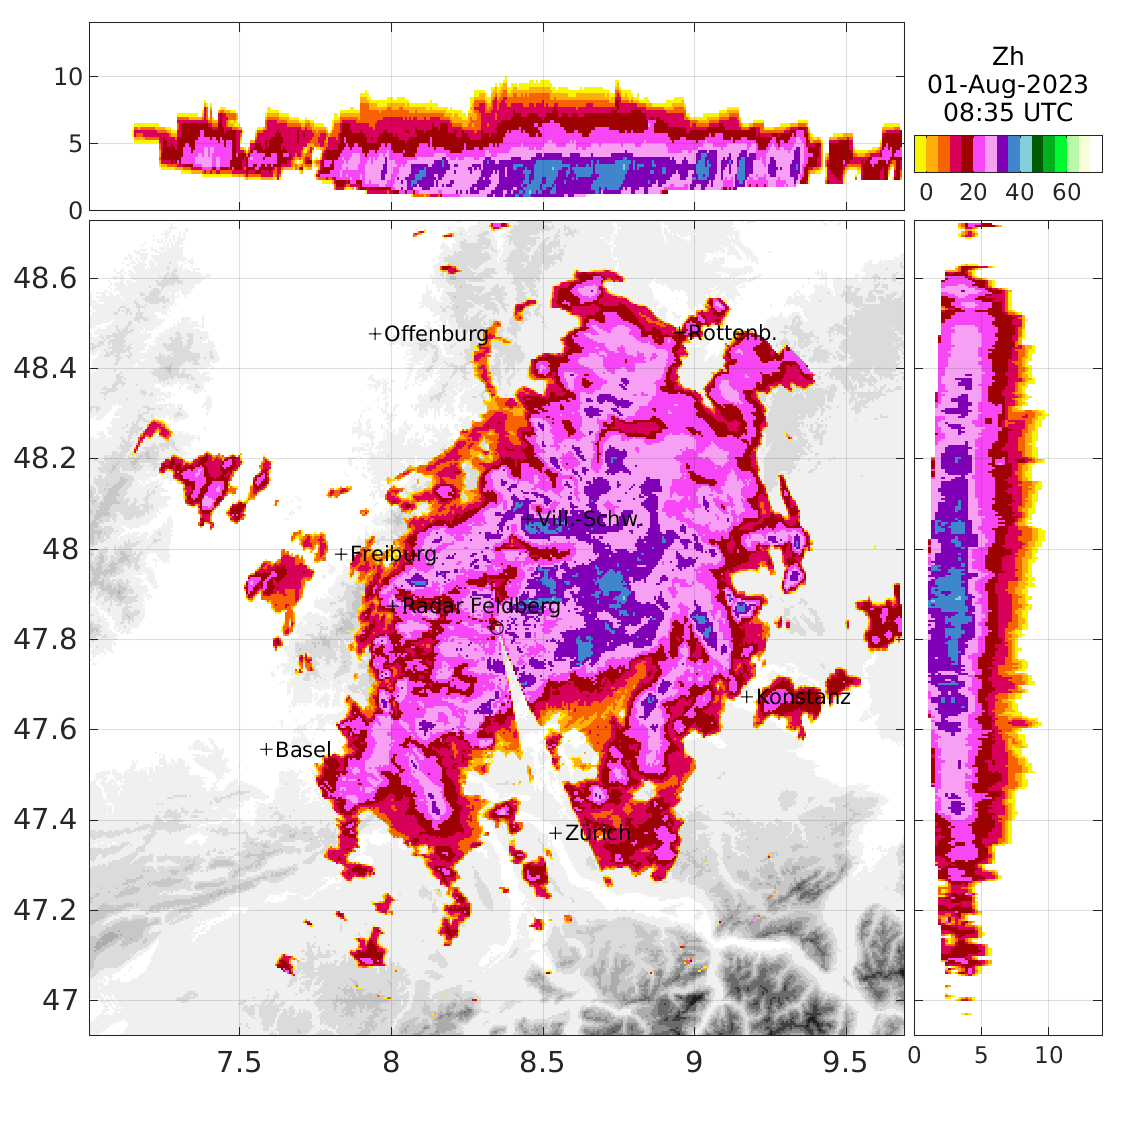 10
5
0
Zh
01-Aug-2023
08:35 UTC
0 20 40 60
48.6
48.4
48.2
48
47.8
47.6
47.4
47.2
47
+Offenburg
+Rottenb.
+Vill.-Schw.
+Freiburg
+Radar Feldberg
+Konstanz
+Basel
+Zürich
7.5 8 8.5 9 9.5
0 5 10